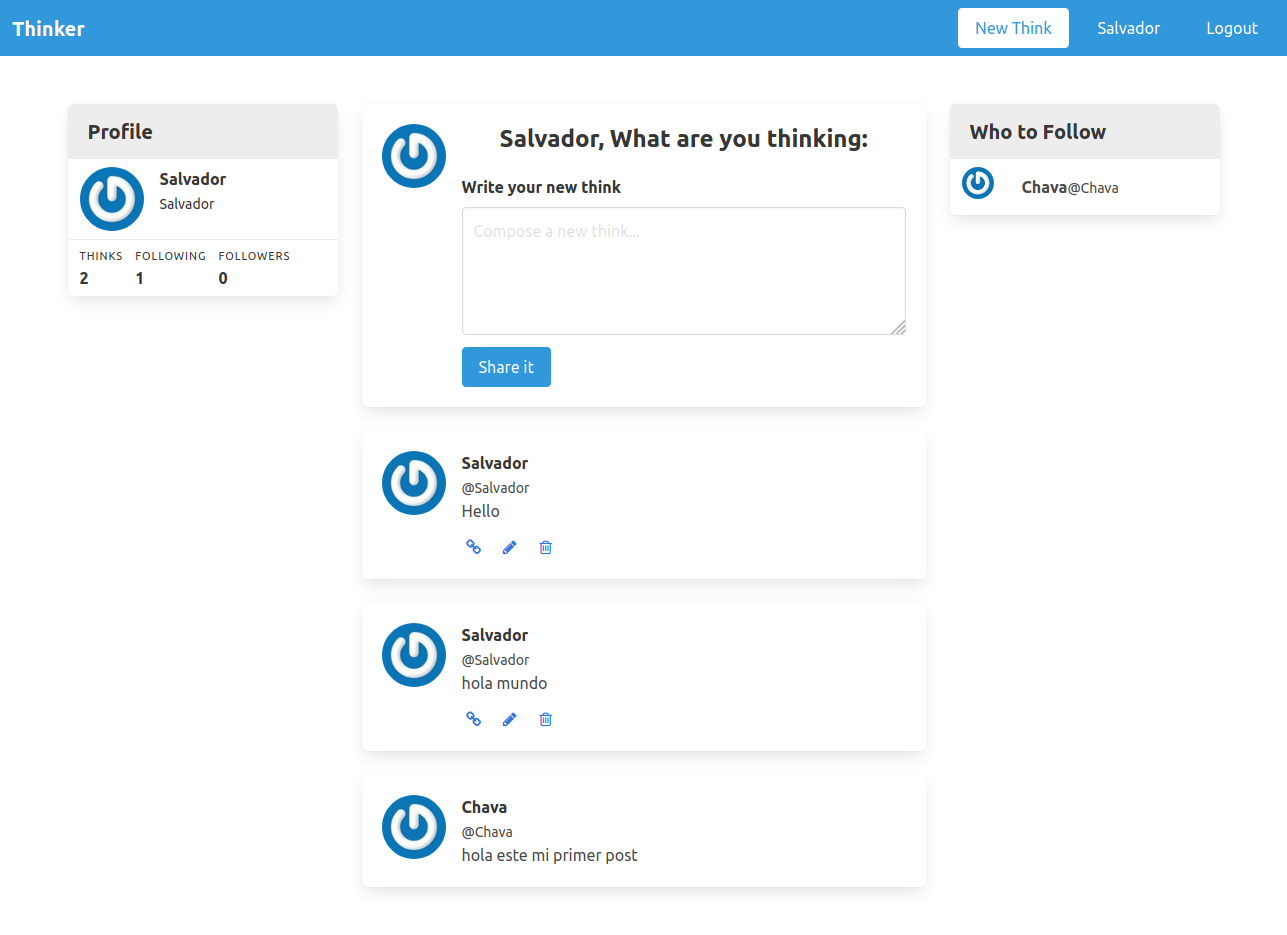 Thinker
New Think
Salvador
Logout
Profile
Salvador
Salvador
THINKS FOLLOWING FOLLOWERS
2 1 0
Salvador, What are you thinking:
Write your new think
Compose a new think...
Share it
Salvador
@Salvador
Hello
Salvador
@Salvador
hola mundo
Chava
@Chava
hola este mi primer post
Who to Follow
Chava@Chava